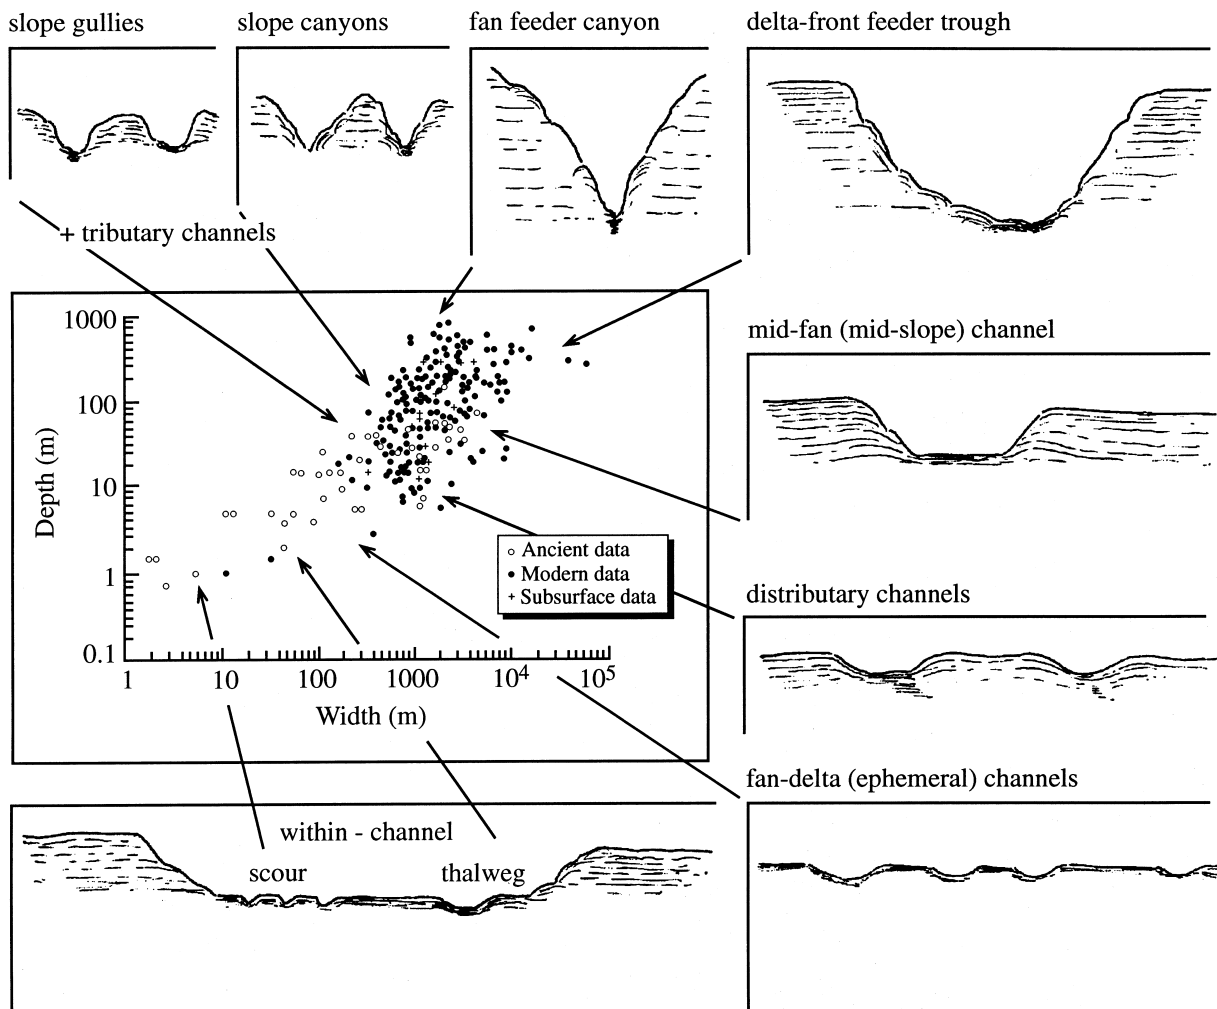 slope gullies
slope canyons
fan feeder canyon
delta-front feeder trough
+ tributary channels
mid-fan (mid-slope) channel
1000
100
10
1
0.1
Depth (m)
1
10
100
1000
10⁴
10⁵
Width (m)
Ancient data
Modern data
+ Subsurface data
distributary channels
fan-delta (ephemeral) channels
within - channel
scour
thalweg